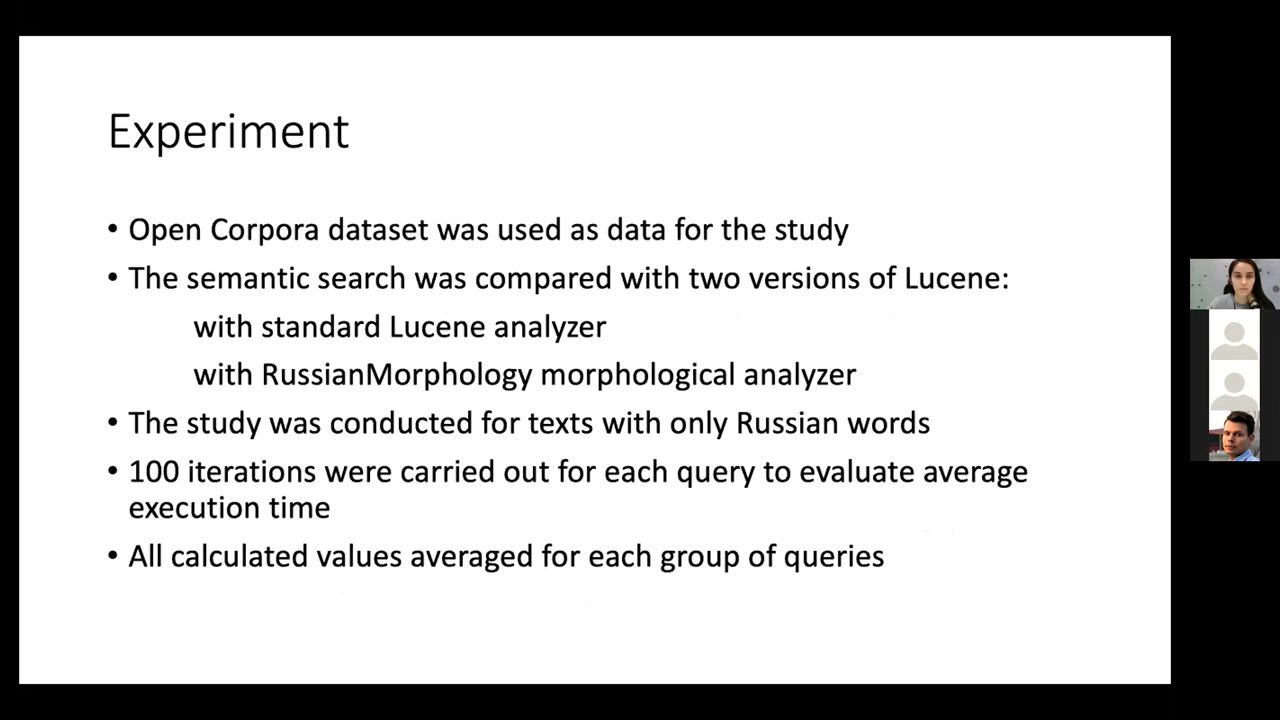 Experiment
• Open Corpora dataset was used as data for the study
• The semantic search was compared with two versions of Lucene:
with standard Lucene analyzer
with RussianMorphology morphological analyzer
• The study was conducted for texts with only Russian words
• 100 iterations were carried out for each query to evaluate average
execution time
• All calculated values averaged for each group of queries